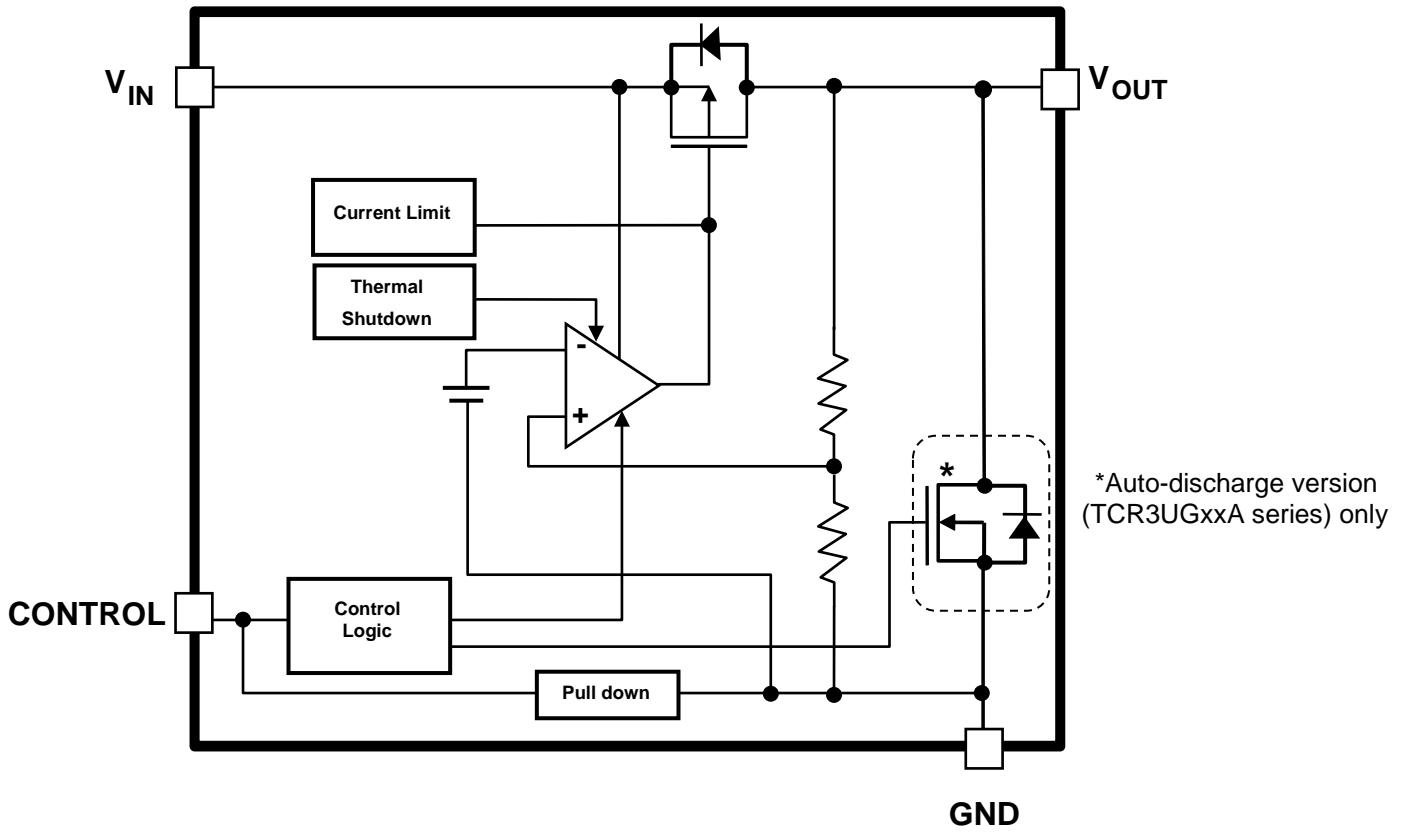 V_IN
V_OUT
Current Limit
Thermal
Shutdown
-
+
*
*Auto-discharge version
(TCR3UGxxA series) only
CONTROL
Control
Logic
Pull down
GND